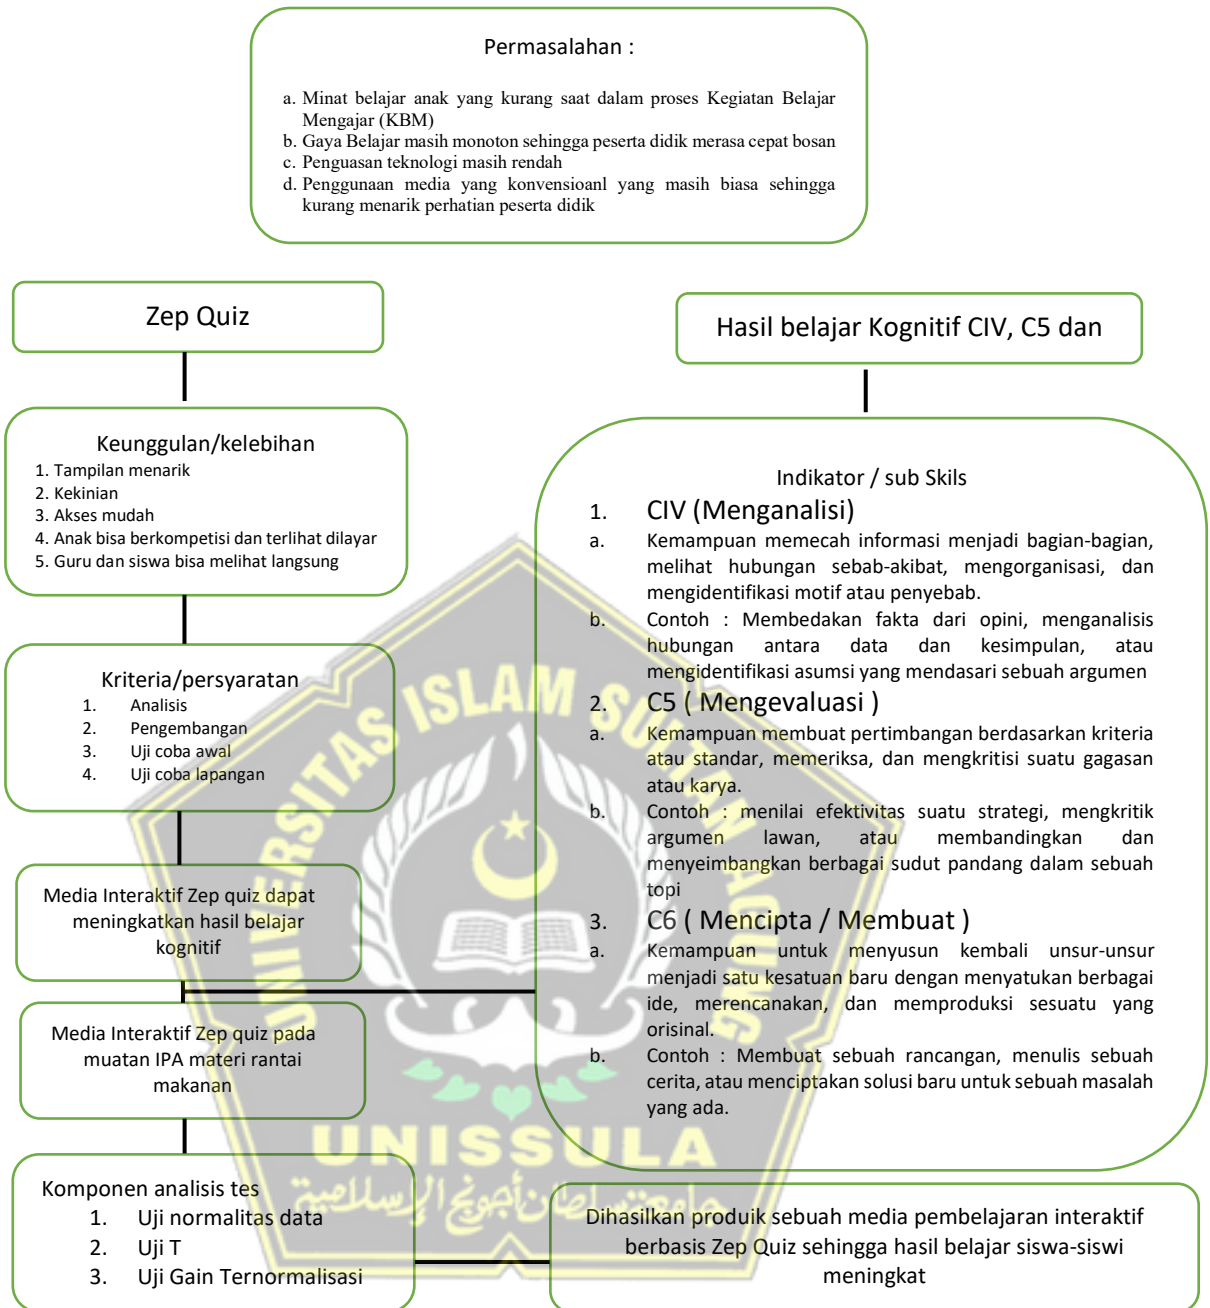 Permasalahan :
a. Minat belajar anak yang kurang saat dalam proses Kegiatan Belajar
Mengajar (KBM)
b. Gaya Belajar masih monoton sehingga peserta didik merasa cepat bosan
c. Penguasan teknologi masih rendah
d. Penggunaan media yang konvensioanl yang masih biasa sehingga
kurang menarik perhatian peserta didik
Zep Quiz
Hasil belajar Kognitif CIV, C5 dan
Keunggulan/kelebihan
1. Tampilan menarik
2. Kekinian
3. Akses mudah
4. Anak bisa berkompetisi dan terlihat dilayar
5. Guru dan siswa bisa melihat langsung
Kriteria/persyaratan
1. Analisis
2. Pengembangan
3. Uji coba awal
4. Uji coba lapangan
Media Interaktif Zep quiz dapat
meningkatkan hasil belajar
kognitif
Media Interaktif Zep quiz pada
muatan IPA materi rantai
makanan
Komponen analisis tes
1. Uji normalitas data
2. Uji T
3. Uji Gain Ternormalisasi
Indikator / sub Skils
1. CIV (Menganalisi)
a. Kemampuan memecah informasi menjadi bagian-bagian,
melihat hubungan sebab-akibat, mengorganisasi, dan
mengidentifikasi motif atau penyebab.
b. Contoh : Membedakan fakta dari opini, menganalisis
hubungan antara data dan kesimpulan, atau
mengidentifikasi asumsi yang mendasari sebuah argumen
2. C5 ( Mengevaluasi )
a. Kemampuan membuat pertimbangan berdasarkan kriteria
atau standar, memeriksa, dan mengkritisi suatu gagasan
atau karya.
b. Contoh : menilai efektivitas suatu strategi, mengkritik
argumen lawan, atau membandingkan dan
menyeimbangkan berbagai sudut pandang dalam sebuah
topi
3. C6 ( Mencipta / Membuat )
a. Kemampuan untuk menyusun kembali unsur-unsur
menjadi satu kesatuan baru dengan menyatukan berbagai
ide, merencanakan, dan memproduksi sesuatu yang
orisinal.
b. Contoh : Membuat sebuah rancangan, menulis sebuah
cerita, atau menciptakan solusi baru untuk sebuah masalah
yang ada.
Dihasilkan produik sebuah media pembelajaran interaktif
berbasis Zep Quiz sehingga hasil belajar siswa-siswi
meningkat
UNIVERSITAS ISLAM SULTAN AGUNG
UNISSULA
جامعتسلطان أجونج الإسلامية